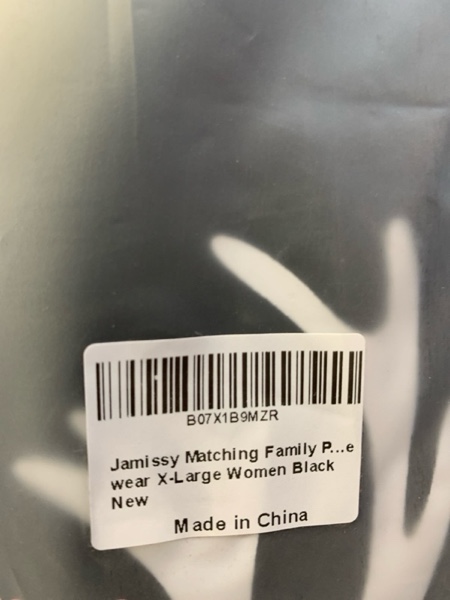 B07X1B9MZR
Jamissy Matching Family P...e
wear X-Large Women Black
New
Made in China